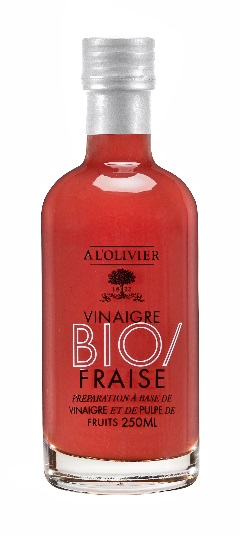 A L'OLIVIER
18 22
VINAIGRE
BIO/
FRAISE
PRÉPARATION À BASE DE
VINAIGRE ET DE PULPE DE
FRUITS 250ML